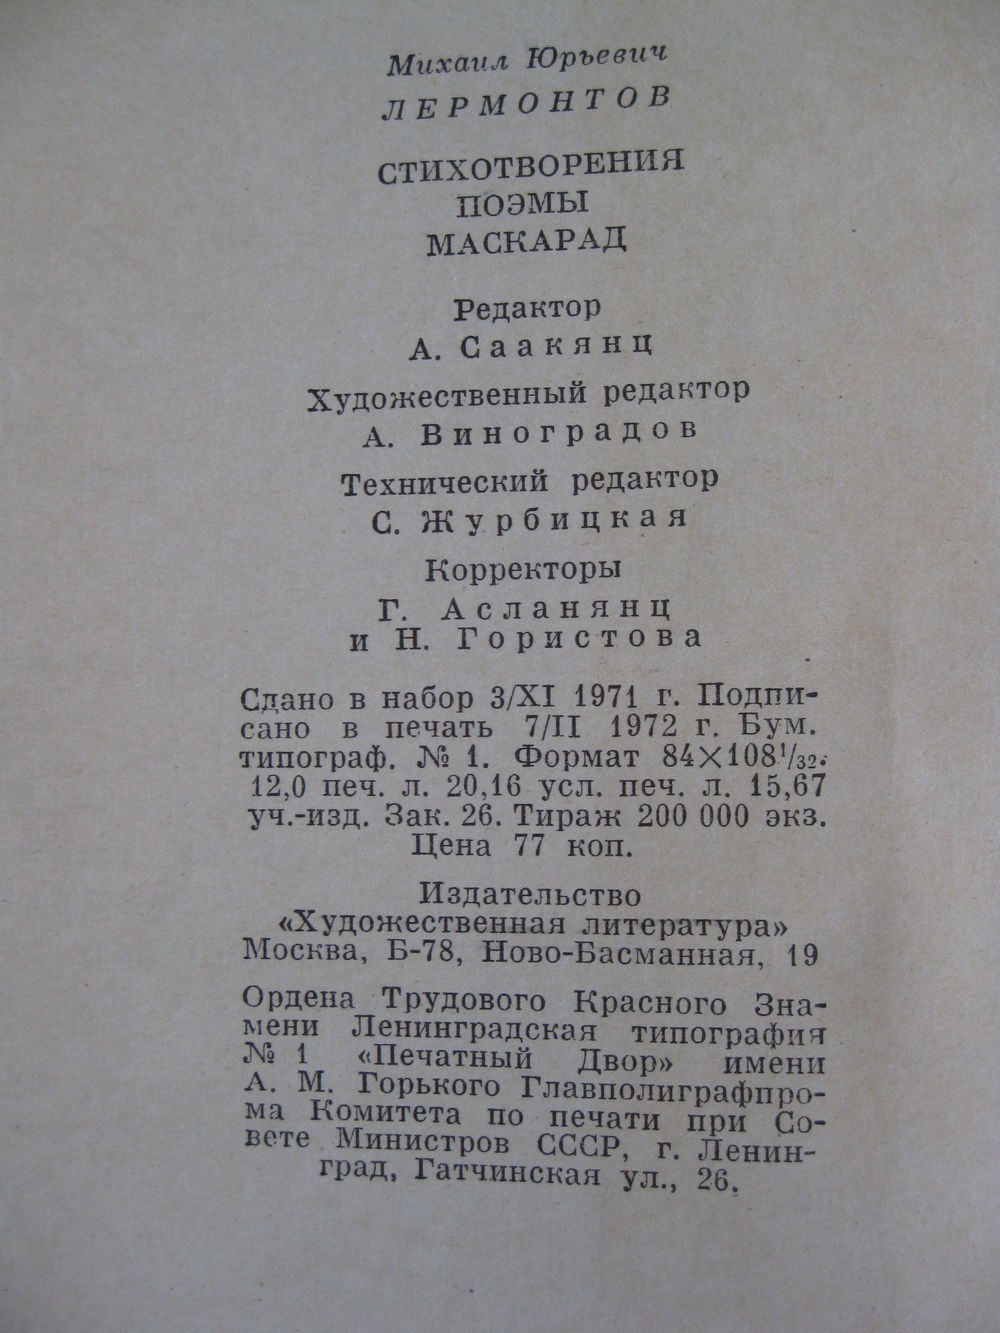 Михаил Юрьевич
ЛЕРМОНТОВ
СТИХОТВОРЕНИЯ
ПОЭМЫ
МАСКАРАД
Редактор
А. Саакянц
Художественный редактор
А. Виноградов
Технический редактор
С. Журбицкая
Корректоры
Г. Асланянц
и Н. Гористова
Сдано в набор 3/XI 1971 г. Подпи-
сано в печать 7/II 1972 г. Бум.
типограф. № 1. Формат 84×108¹/₃₂.
12,0 печ. л. 20,16 усл. печ. л. 15,67
уч.-изд. Зак. 26. Тираж 200 000 экз.
Цена 77 коп.
Издательство
«Художественная литература»
Москва, Б-78, Ново-Басманная, 19
Ордена Трудового Красного Зна-
мени Ленинградская типография
№ 1 «Печатный Двор» имени
А. М. Горького Главполиграфпро-
ма Комитета по печати при Со-
вете Министров СССР, г. Ленин-
град, Гатчинская ул., 26.